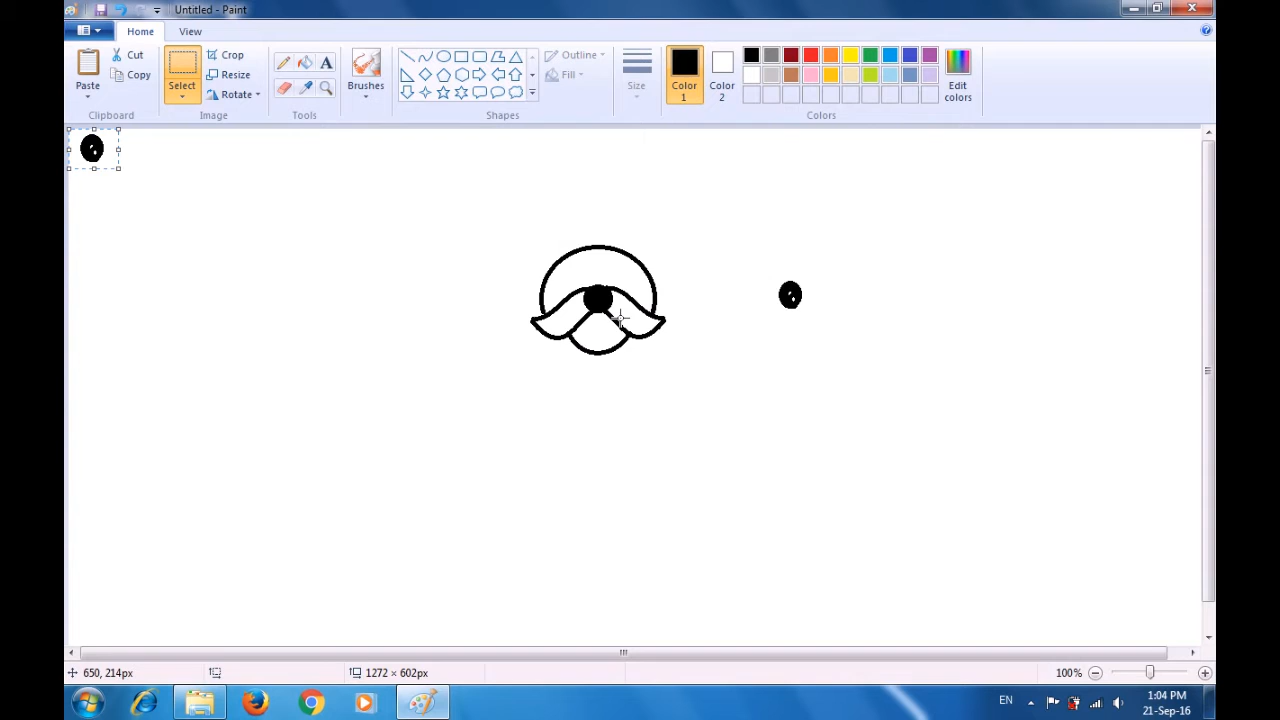 Untitled - Paint
Home
View
Paste
Cut
Copy
Clipboard
Select
Crop
Resize
Rotate
Image
A
Tools
Brushes
Outline
Fill
Shapes
Size
Color 1
Color 2
Edit colors
Colors
650, 214px
1272 × 602px
100%
EN
1:04 PM
21-Sep-16